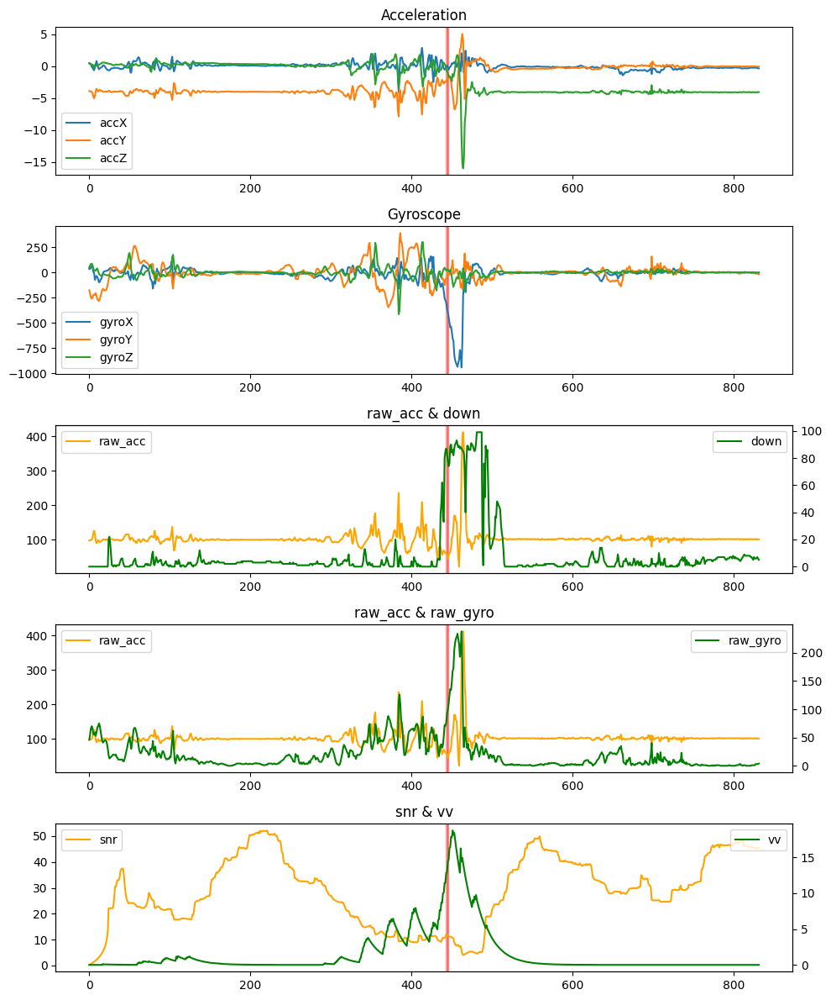 Acceleration
5
0
−5
−10
−15
accX
accY
accZ
0 200 400 600 800
Gyroscope
250
0
−250
−500
−750
−1000
gyroX
gyroY
gyroZ
0 200 400 600 800
raw_acc & down
400
300
200
100
raw_acc
down
100
80
60
40
20
0
0 200 400 600 800
raw_acc & raw_gyro
400
300
200
100
raw_acc
raw_gyro
200
150
100
50
0
0 200 400 600 800
snr & vv
50
40
30
20
10
0
snr
vv
15
10
5
0
0 200 400 600 800